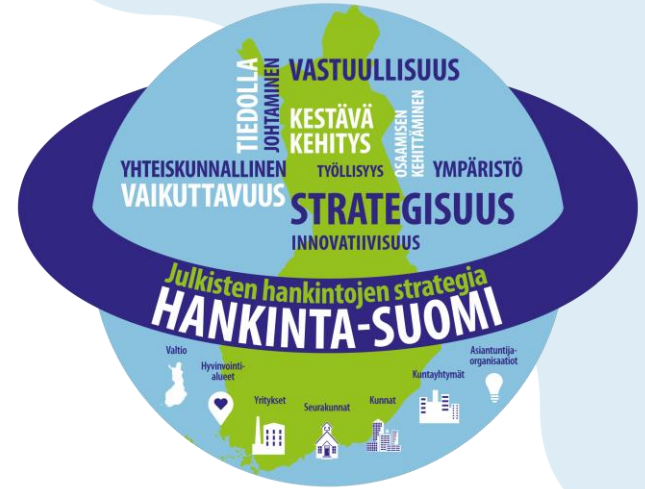 TIEDOLLA
JOHTAMINEN
VASTUULLISUUS
KESTÄVÄ
KEHITYS
OSAAMISEN
KEHITTÄMINEN
YHTEISKUNNALLINEN
VAIKUTTAVUUS
TYÖLLISYYS
YMPÄRISTÖ
STRATEGISUUS
INNOVATIIVISUUS
Julkisten hankintojen strategia
HANKINTA-SUOMI
Valtio
Hyvinvointi-
alueet
Yritykset
Seurakunnat
Kunnat
Kuntayhtymät
Asiantuntija-
organisaatiot